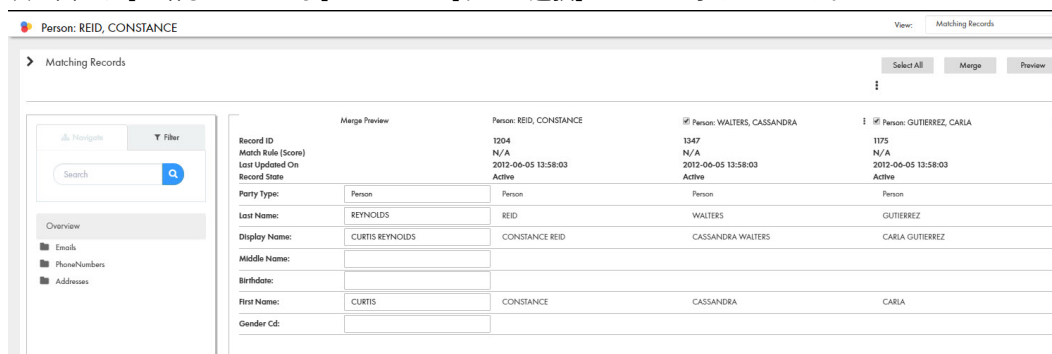 Person: REID, CONSTANCE
View: Matching Records
Matching Records
Select All Merge Preview
Navigate Filter
Search
Overview
Emails
PhoneNumbers
Addresses
Merge Preview Person: REID, CONSTANCE Person: WALTERS, CASSANDRA Person: GUTIERREZ, CARLA
Record ID 1204 1347 1175
Match Rule (Score) N/A N/A N/A
Last Updated On 2012-06-05 13:58:03 2012-06-05 13:58:03 2012-06-05 13:58:03
Record State Active Active Active
Party Type: Person Person Person Person
Last Name: REYNOLDS REID WALTERS GUTIERREZ
Display Name: CURTIS REYNOLDS CONSTANCE REID CASSANDRA WALTERS CARLA GUTIERREZ
Middle Name:
Birthdate:
First Name: CURTIS CONSTANCE CASSANDRA CARLA
Gender Cd: